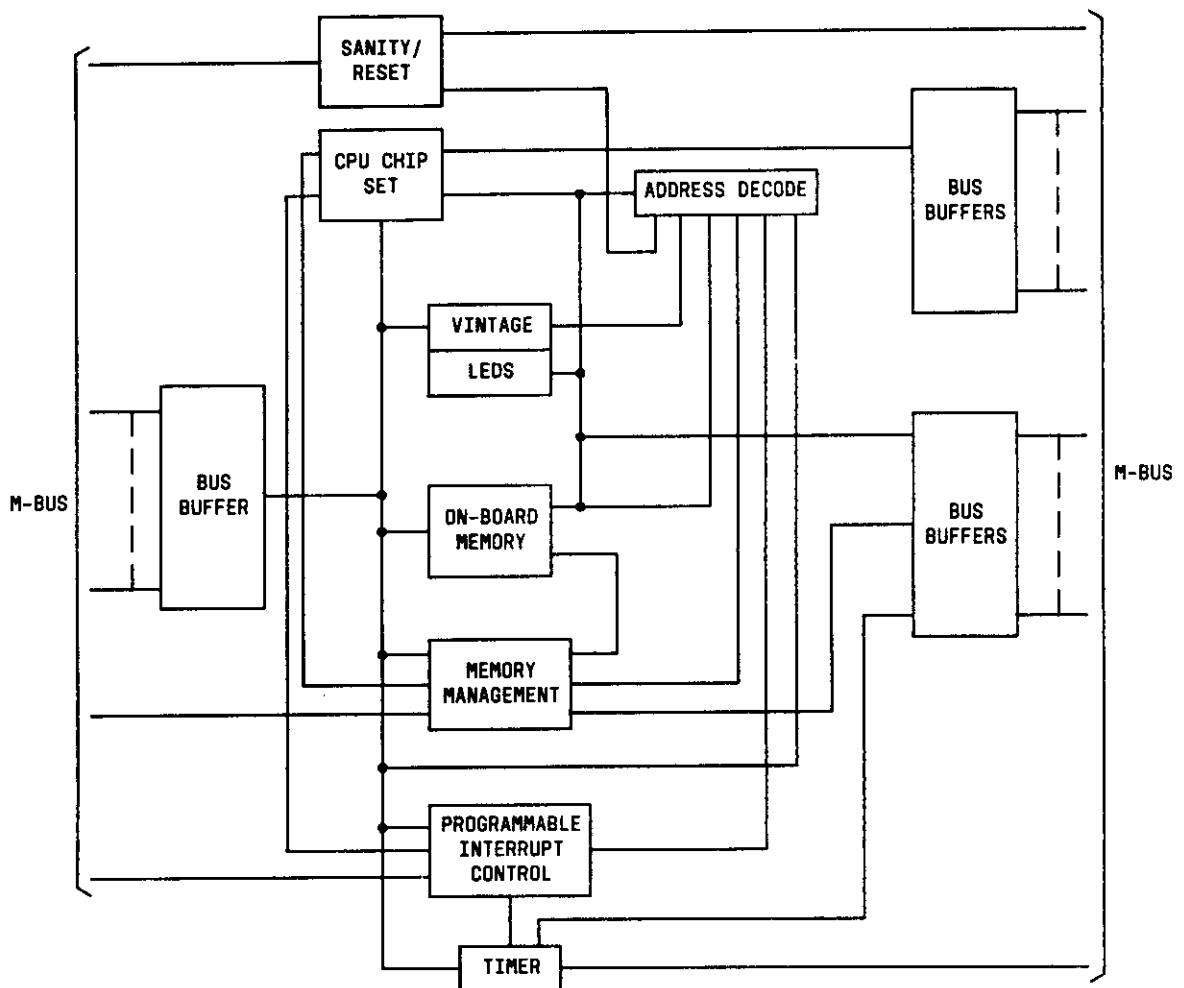 SANITY/
RESET
CPU CHIP
SET
ADDRESS DECODE
BUS
BUFFERS
VINTAGE
LEDS
M-BUS
BUS
BUFFER
ON-BOARD
MEMORY
BUS
BUFFERS
M-BUS
MEMORY
MANAGEMENT
PROGRAMMABLE
INTERRUPT
CONTROL
TIMER